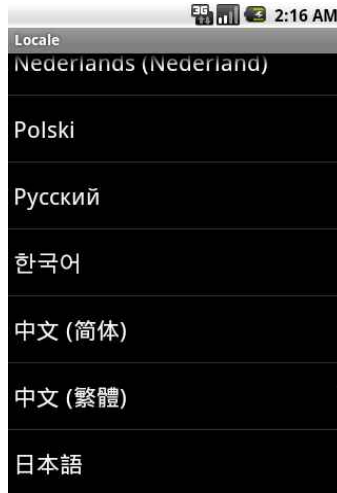 3G 2:16 AM
Locale
Nederlands (Nederland)
Polski
Русский
한국어
中文 (简体)
中文 (繁體)
日本語